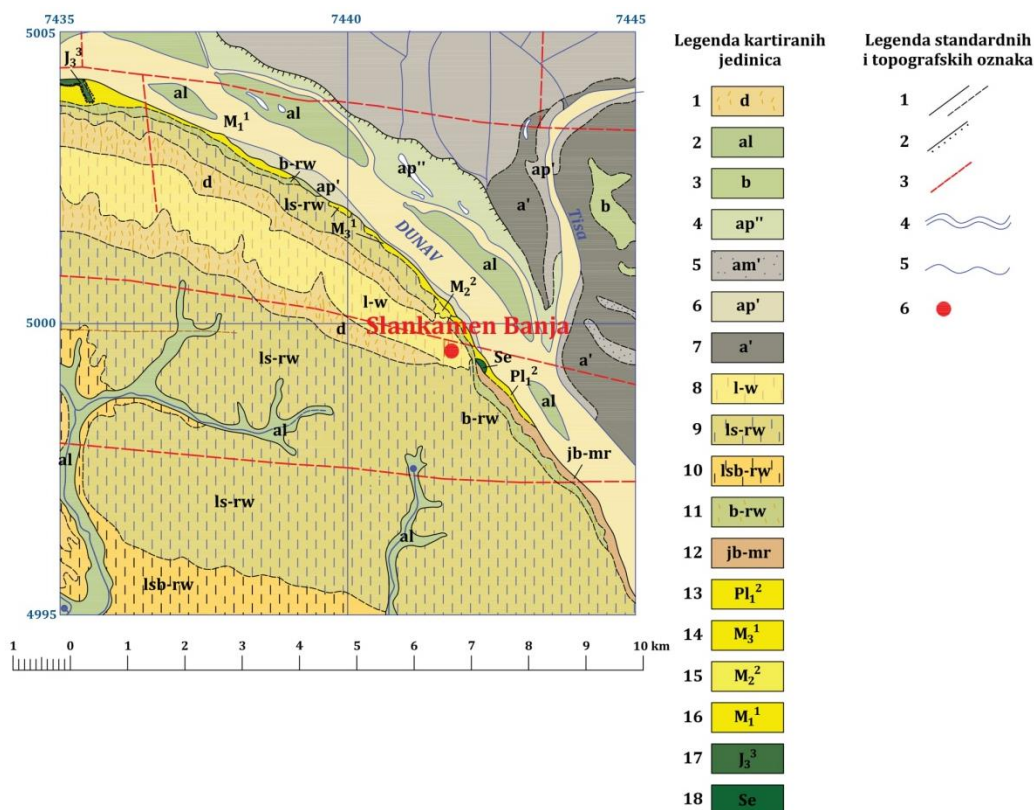 7435
7440
7445
5005
5000
4995
J₃³
al
al
M₁¹
b-rw
ap'
ap''
ap'
a'
b
Tisa
d
ls-rw
M₃¹
DUNAV
al
M₂²
l-w
d
Slankamen Banja
Se
Pl₁²
a'
al
ls-rw
b-rw
al
al
jb-mr
ls-rw
al
lsb-rw
1 0 1 2 3 4 5 6 7 8 9 10 km
Legenda kartiranih
jedinica
1 d
2 al
3 b
4 ap''
5 am'
6 ap'
7 a'
8 l-w
9 ls-rw
10 lsb-rw
11 b-rw
12 jb-mr
13 Pl₁²
14 M₃¹
15 M₂²
16 M₁¹
17 J₃³
18 Se
Legenda standardnih
i topografskih oznaka
1
2
3
4
5
6